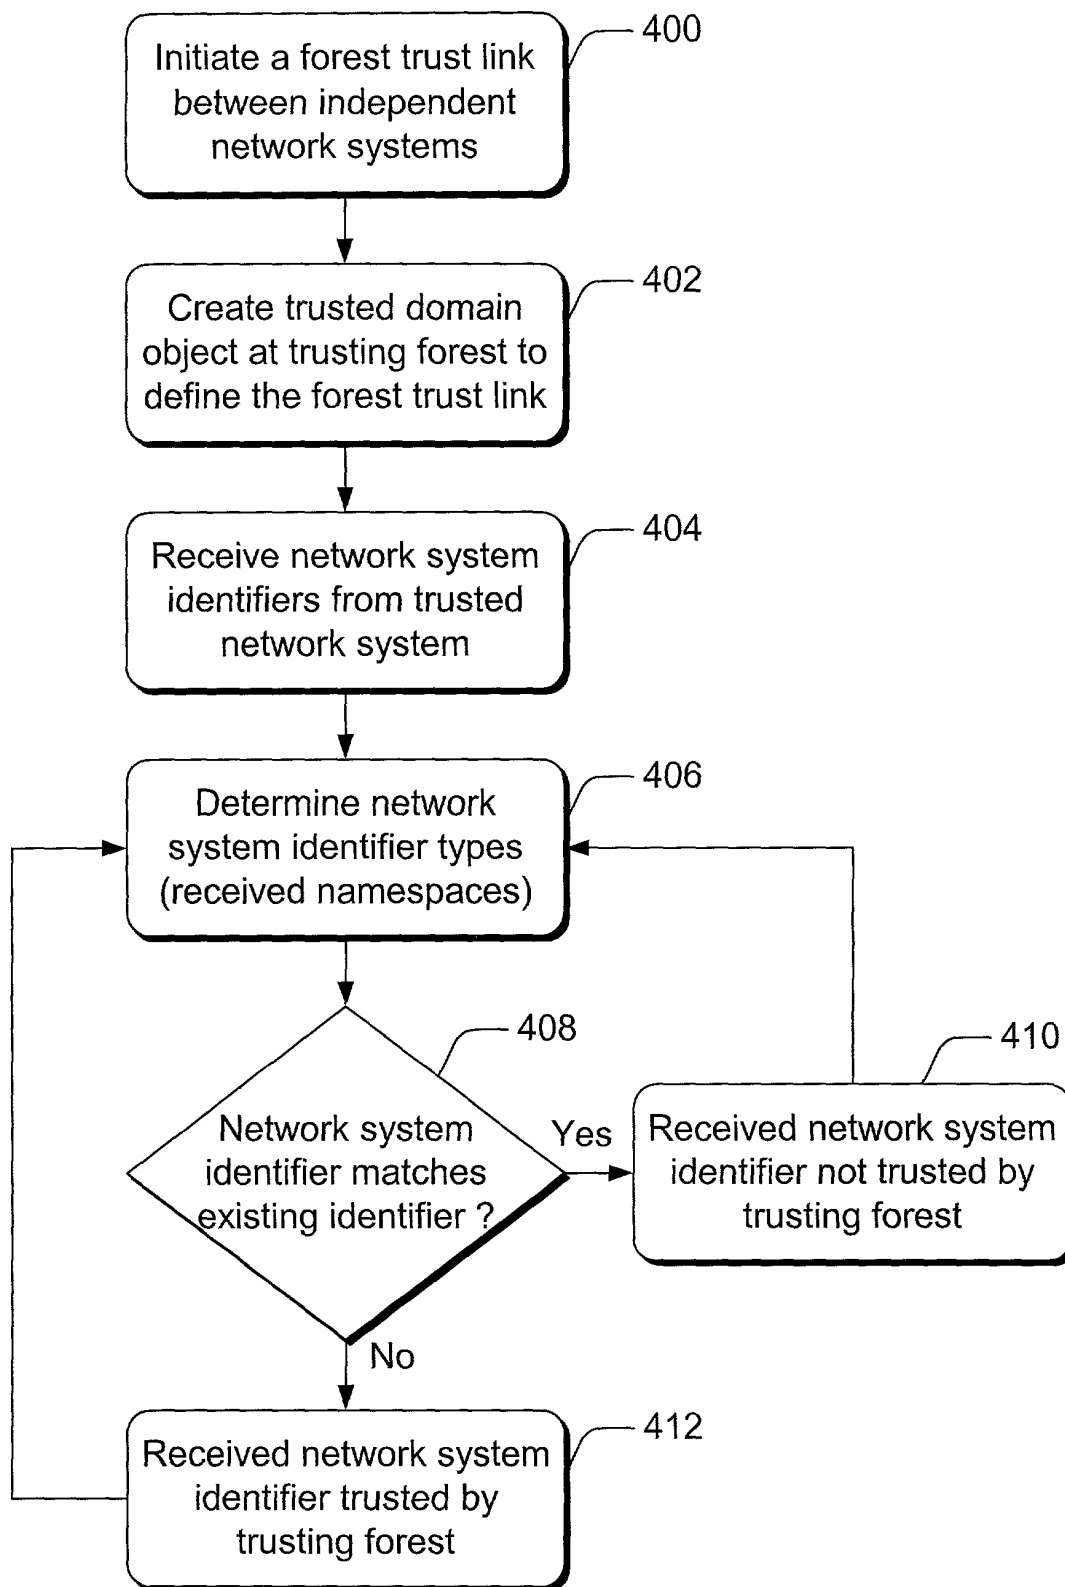 400
Initiate a forest trust link
between independent
network systems
402
Create trusted domain
object at trusting forest to
define the forest trust link
404
Receive network system
identifiers from trusted
network system
406
Determine network
system identifier types
(received namespaces)
408
Network system
identifier matches
existing identifier ?
Yes
410
Received network system
identifier not trusted by
trusting forest
No
412
Received network system
identifier trusted by
trusting forest